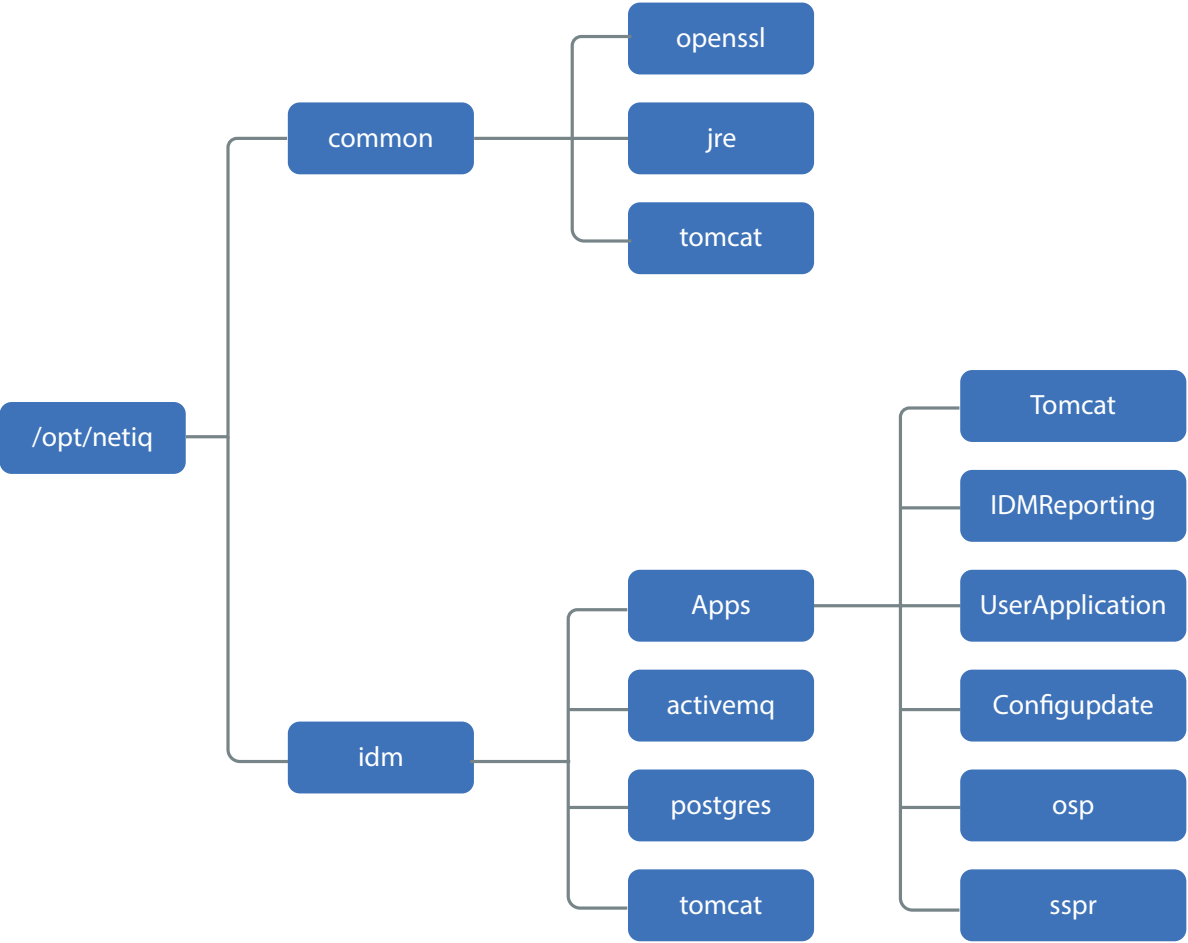 openssl
common
jre
tomcat
/opt/netiq
Tomcat
IDMReporting
Apps
UserApplication
activemq
Configupdate
idm
postgres
osp
tomcat
sspr